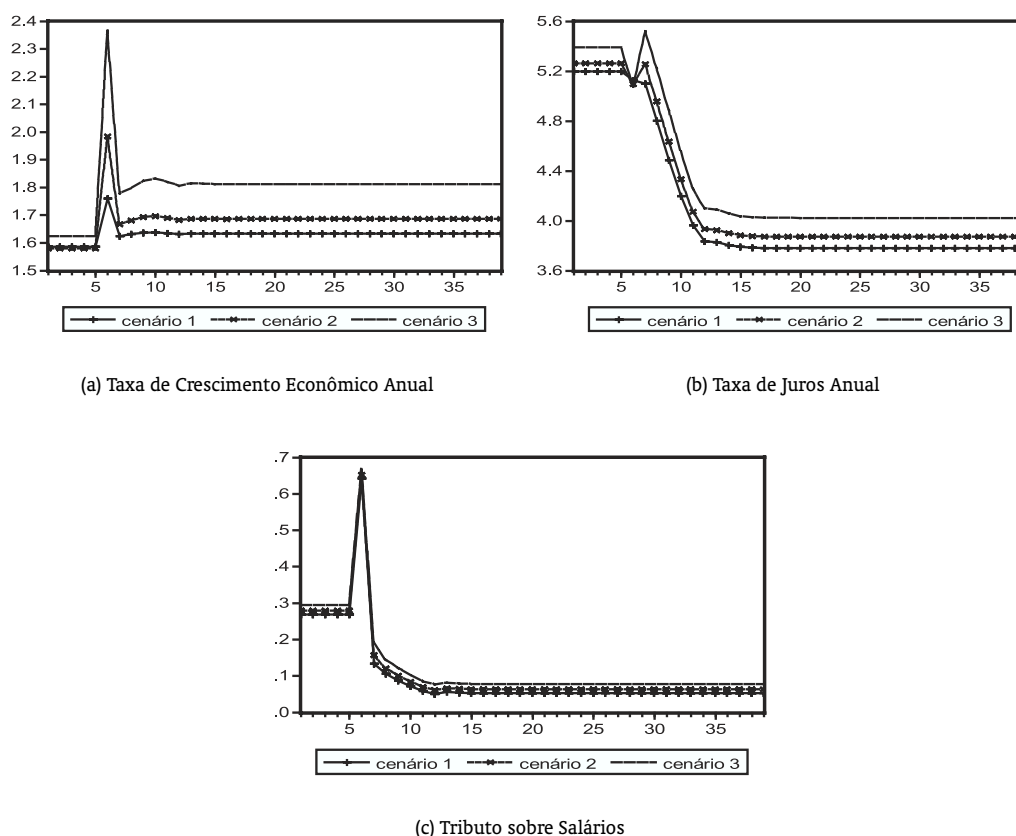 2.4
2.3
2.2
2.1
2.0
1.9
1.8
1.7
1.6
1.5
5 10 15 20 25 30 35
cenário 1 cenário 2 cenário 3
(a) Taxa de Crescimento Econômico Anual
5.6
5.2
4.8
4.4
4.0
3.6
5 10 15 20 25 30 35
cenário 1 cenário 2 cenário 3
(b) Taxa de Juros Anual
.7
.6
.5
.4
.3
.2
.1
.0
5 10 15 20 25 30 35
cenário 1 cenário 2 cenário 3
(c) Tributo sobre Salários